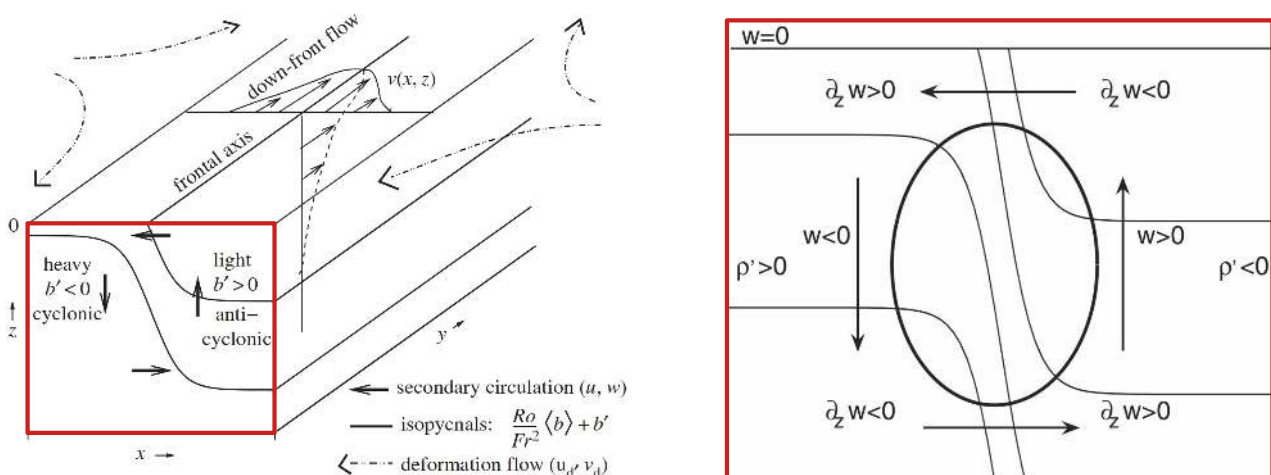 down-front flow
v(x, z)
frontal axis
0
heavy
b′ < 0
cyclonic
light
b′ > 0
anti-
cyclonic
z
y
x
secondary circulation (u, w)
isopycnals: Ro/Fr² ⟨b⟩ + b′
deformation flow (u_d, v_d)
w=0
∂_z w>0
∂_z w<0
w<0
w>0
ρ'>0
ρ'<0
∂_z w<0
∂_z w>0